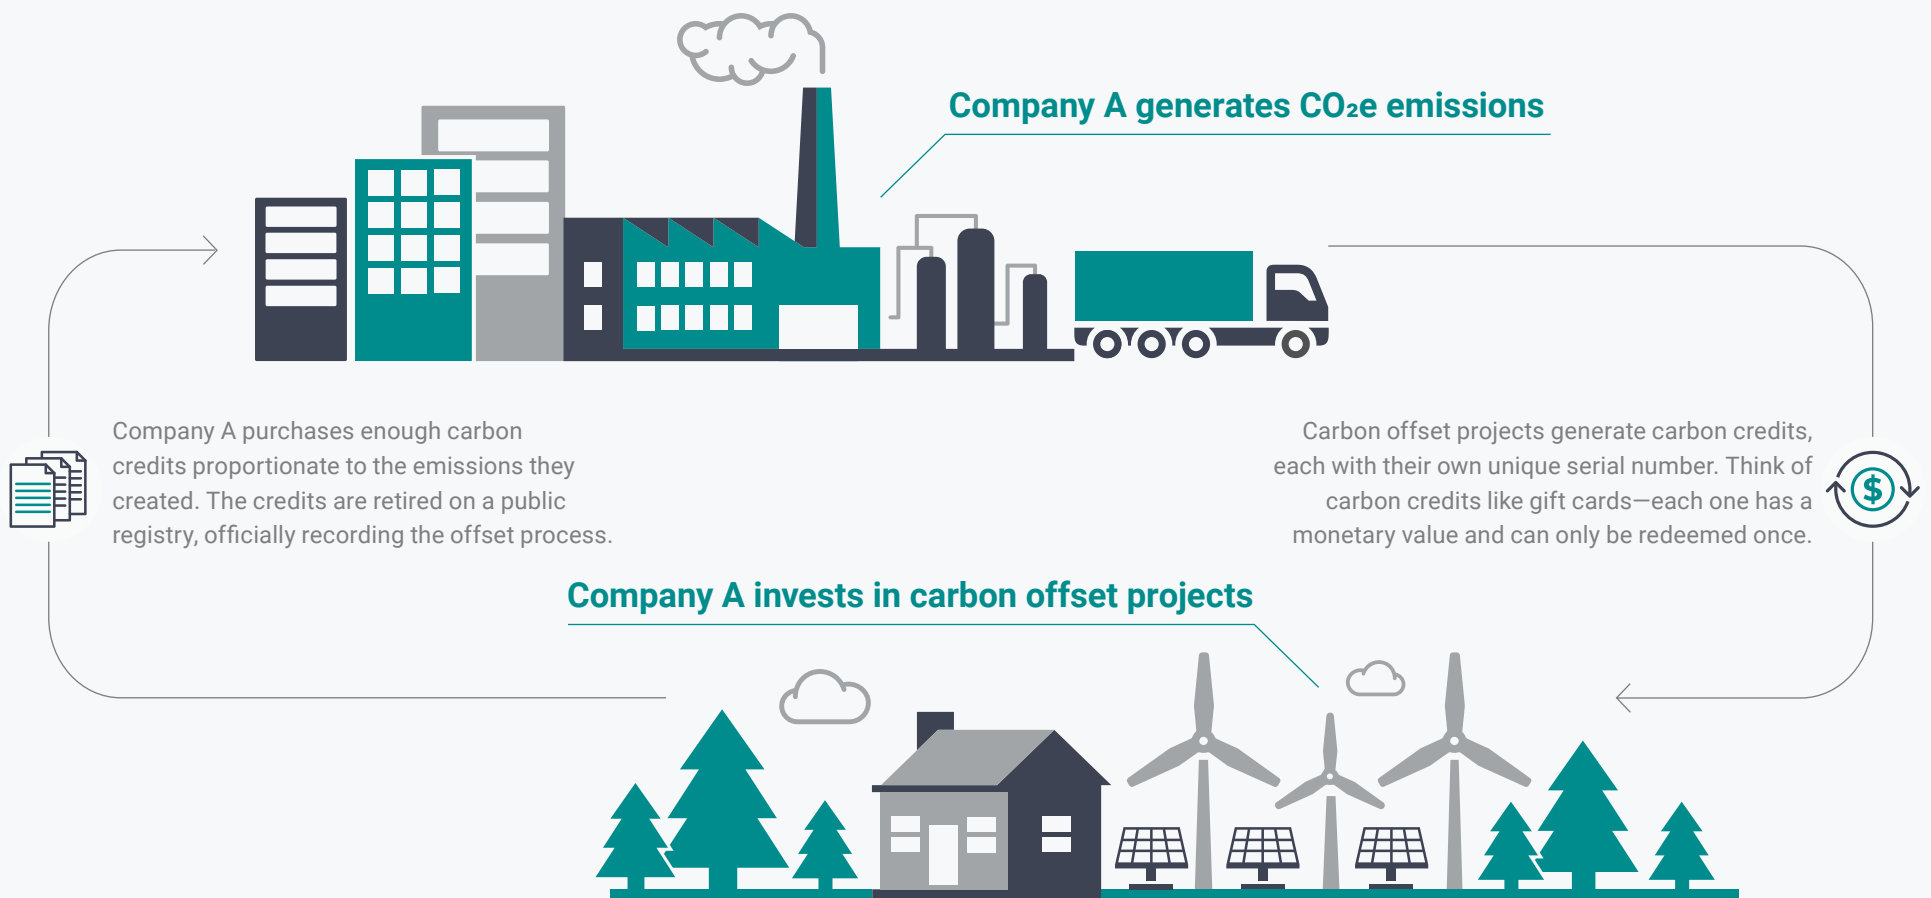 Company A generates CO₂e emissions
Company A purchases enough carbon
credits proportionate to the emissions they
created. The credits are retired on a public
registry, officially recording the offset process.
Carbon offset projects generate carbon credits,
each with their own unique serial number. Think of
carbon credits like gift cards—each one has a
monetary value and can only be redeemed once.
$
Company A invests in carbon offset projects